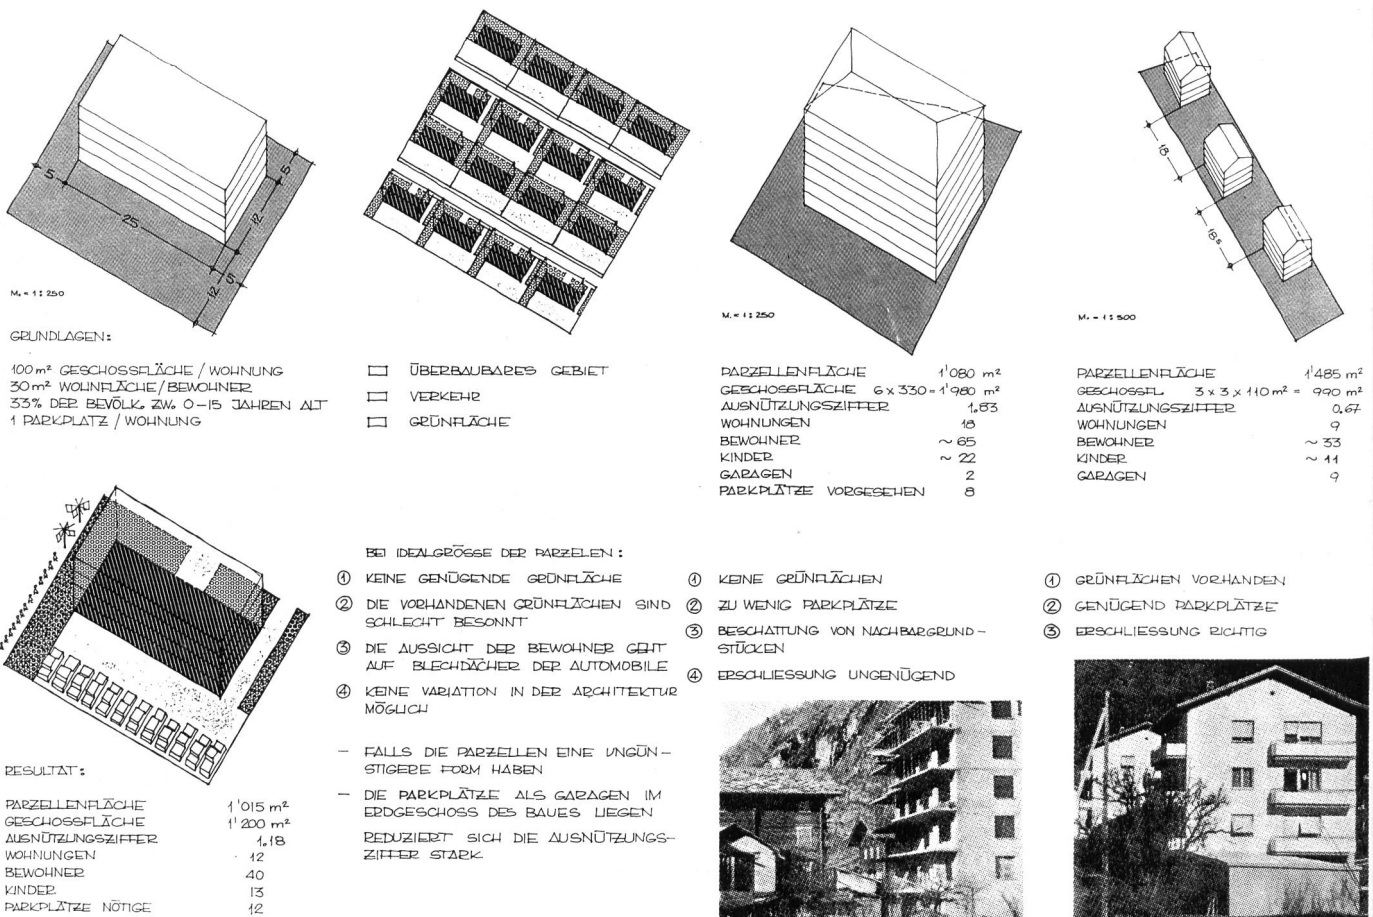 5
25
5
12
5
12
M. = 1:250
GRUNDLAGEN:
100 m² GESCHOSSFLÄCHE / WOHNUNG
30 m² WOHNFLÄCHE / BEWOHNER
33% DER BEVÖLK. ZW. 0-15 JAHREN ALT
1 PARKPLATZ / WOHNUNG
ÜBERBAUBARES GEBIET
VERKEHR
GRÜNFLÄCHE
M. = 1:250
PARZELLENFLÄCHE 1'080 m²
GESCHOSSFLÄCHE 6 x 330 = 1'980 m²
AUSNÜTZUNGSZIFFER 1.83
WOHNUNGEN 18
BEWOHNER ~ 65
KINDER ~ 22
GARAGEN 2
PARKPLÄTZE VORGESEHEN 8
18
18
M. = 1:500
PARZELLENFLÄCHE 1'485 m²
GESCHOSSFL. 3 x 3 x 110 m² = 990 m²
AUSNÜTZUNGSZIFFER 0.67
WOHNUNGEN 9
BEWOHNER ~ 33
KINDER ~ 11
GARAGEN 9
RESULTAT:
PARZELLENFLÄCHE 1'015 m²
GESCHOSSFLÄCHE 1'200 m²
AUSNÜTZUNGSZIFFER 1.18
WOHNUNGEN 12
BEWOHNER 40
KINDER 13
PARKPLÄTZE NÖTIGE 12
BEI IDEALGRÖSSE DER PARZELEN:
① KEINE GENÜGENDE GRÜNFLÄCHE
② DIE VORHANDENEN GRÜNFLÄCHEN SIND
SCHLECHT BESONNT
③ DIE AUSSICHT DER BEWOHNER GEHT
AUF BLECHDÄCHER DER AUTOMOBILE
④ KEINE VARIATION IN DER ARCHITEKTUR
MÖGLICH
– FALLS DIE PARZELLEN EINE UNGÜN-
STIGERE FORM HABEN
– DIE PARKPLÄTZE ALS GARAGEN IM
ERDGESCHOSS DES BAUES LIEGEN
REDUZIERT SICH DIE AUSNÜTZUNGS-
ZIFFER STARK
① KEINE GRÜNFLÄCHEN
② ZU WENIG PARKPLÄTZE
③ BESCHATTUNG VON NACHBARGRUND-
STÜCKEN
④ ERSCHLIESSUNG UNGENÜGEND
① GRÜNFLÄCHEN VORHANDEN
② GENÜGEND PARKPLÄTZE
③ ERSCHLIESSUNG RICHTIG